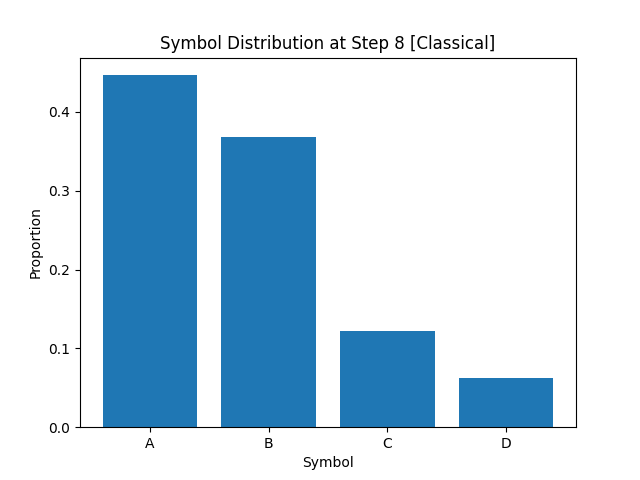 Symbol Distribution at Step 8 [Classical]
Proportion
0.4
0.3
0.2
0.1
0.0
A B C D
Symbol